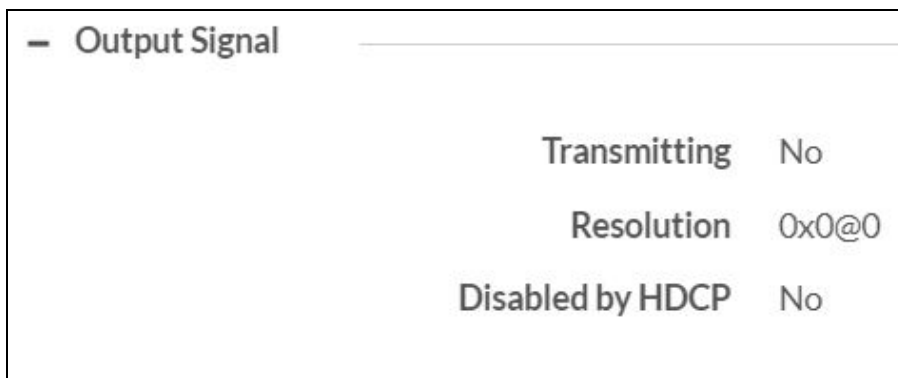 – Output Signal
Transmitting No
Resolution 0x0@0
Disabled by HDCP No